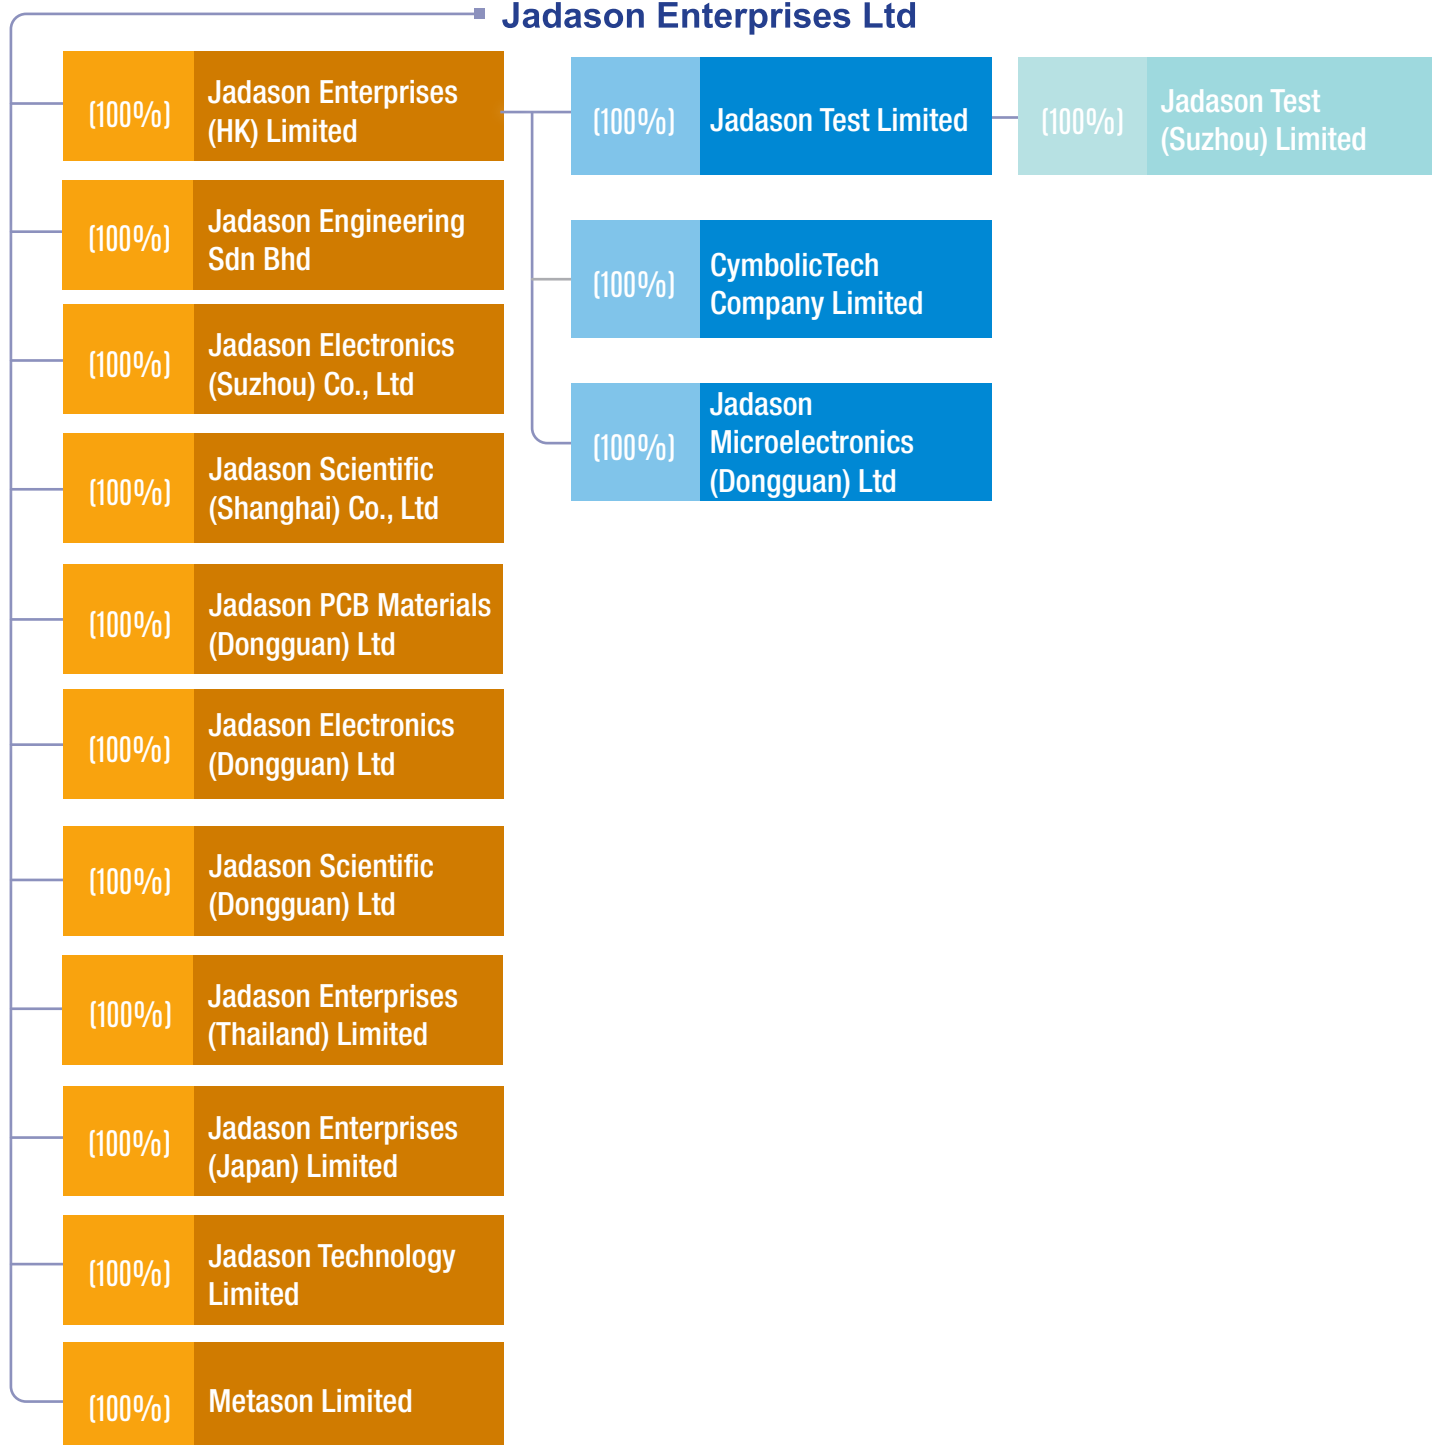 Jadason Enterprises Ltd
(100%)
Jadason Enterprises
(HK) Limited
(100%)
Jadason Test Limited
(100%)
Jadason Test
(Suzhou) Limited
(100%)
Jadason Engineering
Sdn Bhd
(100%)
CymbolicTech
Company Limited
(100%)
Jadason Electronics
(Suzhou) Co., Ltd
(100%)
Jadason
Microelectronics
(Dongguan) Ltd
(100%)
Jadason Scientific
(Shanghai) Co., Ltd
(100%)
Jadason PCB Materials
(Dongguan) Ltd
(100%)
Jadason Electronics
(Dongguan) Ltd
(100%)
Jadason Scientific
(Dongguan) Ltd
(100%)
Jadason Enterprises
(Thailand) Limited
(100%)
Jadason Enterprises
(Japan) Limited
(100%)
Jadason Technology
Limited
(100%)
Metason Limited